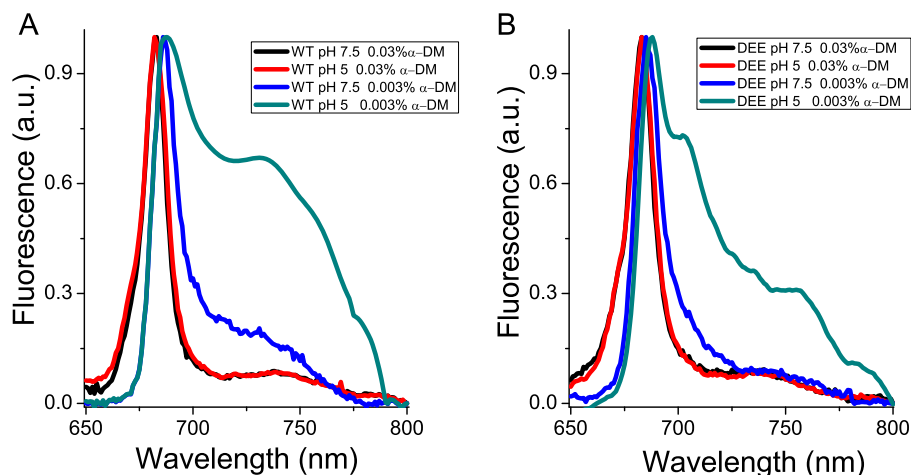 A
WT pH 7.5 0.03%α-DM
WT pH 5 0.03% α-DM
WT pH 7.5 0.003% α-DM
WT pH 5 0.003% α-DM
Fluorescence (a.u.)
0.9
0.6
0.3
0.0
650 700 750 800
Wavelength (nm)
B
DEE pH 7.5 0.03%α-DM
DEE pH 5 0.03% α-DM
DEE pH 7.5 0.003% α-DM
DEE pH 5 0.003% α-DM
Fluorescence (a.u.)
0.9
0.6
0.3
0.0
650 700 750 800
Wavelength (nm)